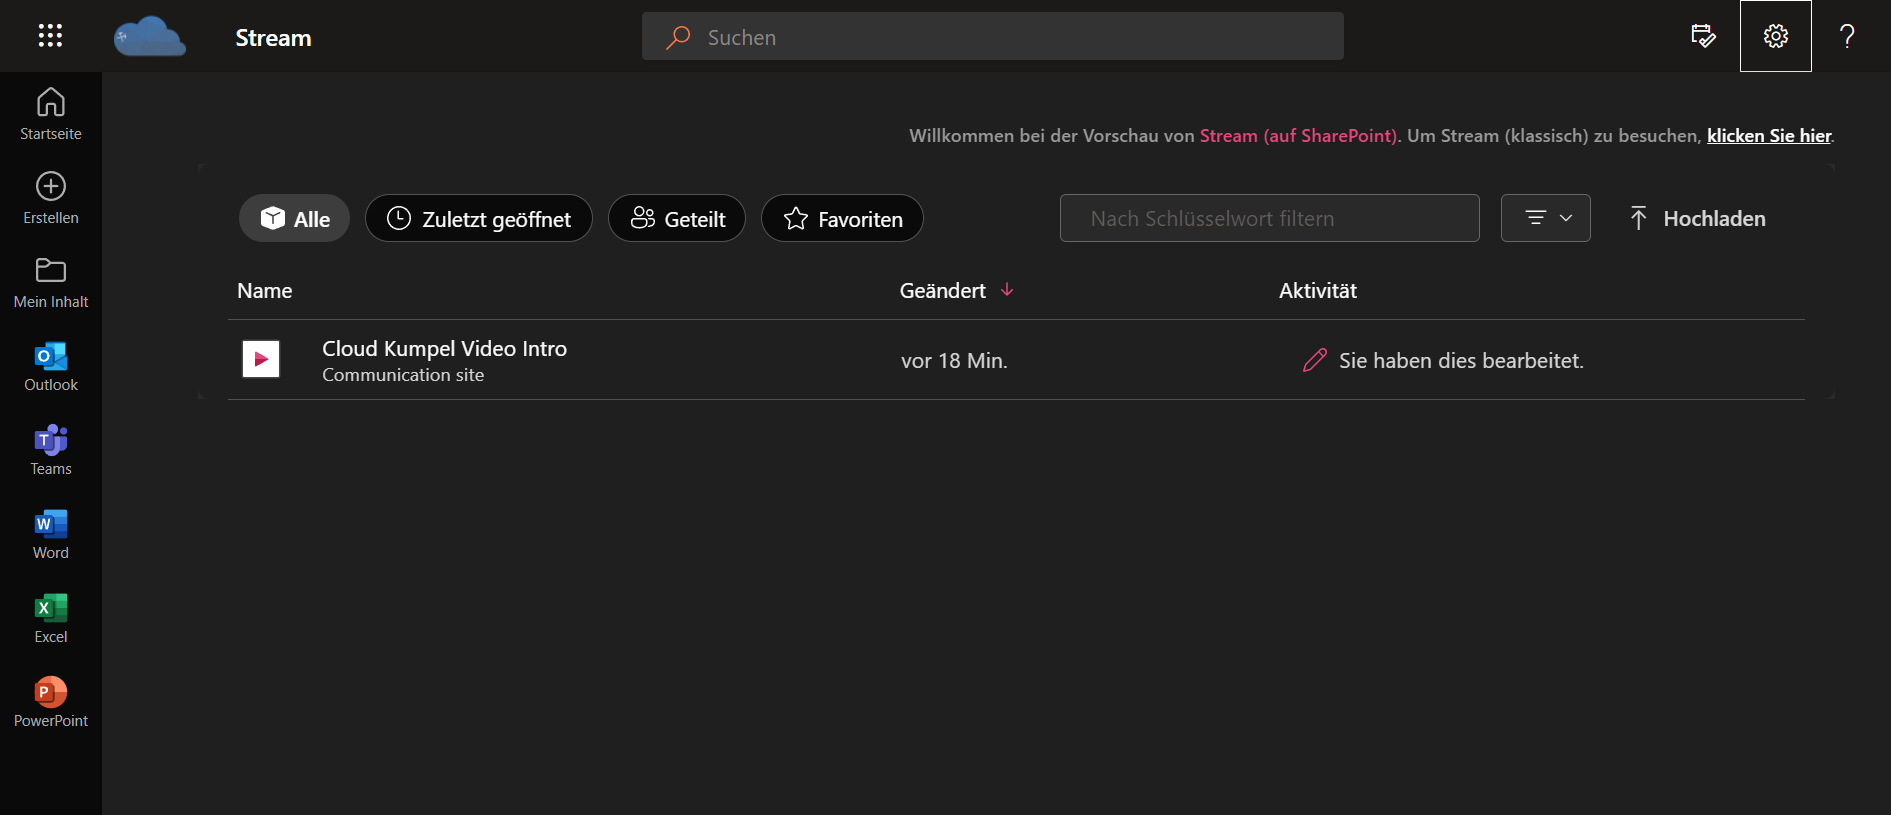 Stream
Suchen
Startseite
Erstellen
Mein Inhalt
Outlook
Teams
Word
Excel
PowerPoint
Willkommen bei der Vorschau von Stream (auf SharePoint). Um Stream (klassisch) zu besuchen, klicken Sie hier.
Alle Zuletzt geöffnet Geteilt Favoriten Nach Schlüsselwort filtern Hochladen
Name Geändert Aktivität
Cloud Kumpel Video Intro vor 18 Min. Sie haben dies bearbeitet.
Communication site